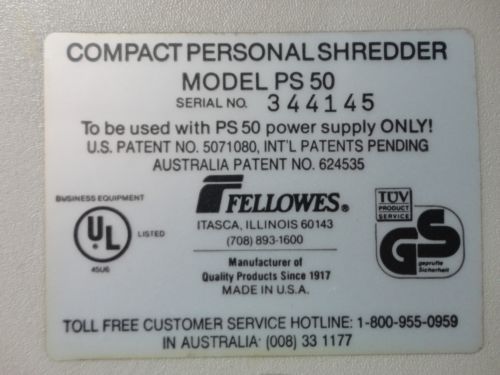 COMPACT PERSONAL SHREDDER
MODEL PS 50
SERIAL NO. 344145
To be used with PS 50 power supply ONLY!
U.S. PATENT NO. 5071080, INT'L PATENTS PENDING
AUSTRALIA PATENT NO. 624535
BUSINESS EQUIPMENT
UL
LISTED
45U6
FELLOWES®
ITASCA, ILLINOIS 60143
(708) 893-1600
Manufacturer of
Quality Products Since 1917
MADE IN U.S.A.
TÜV
PRODUCT
SERVICE
GS
geprüfte
Sicherheit
TOLL FREE CUSTOMER SERVICE HOTLINE: 1-800-955-0959
IN AUSTRALIA: (008) 33 1177